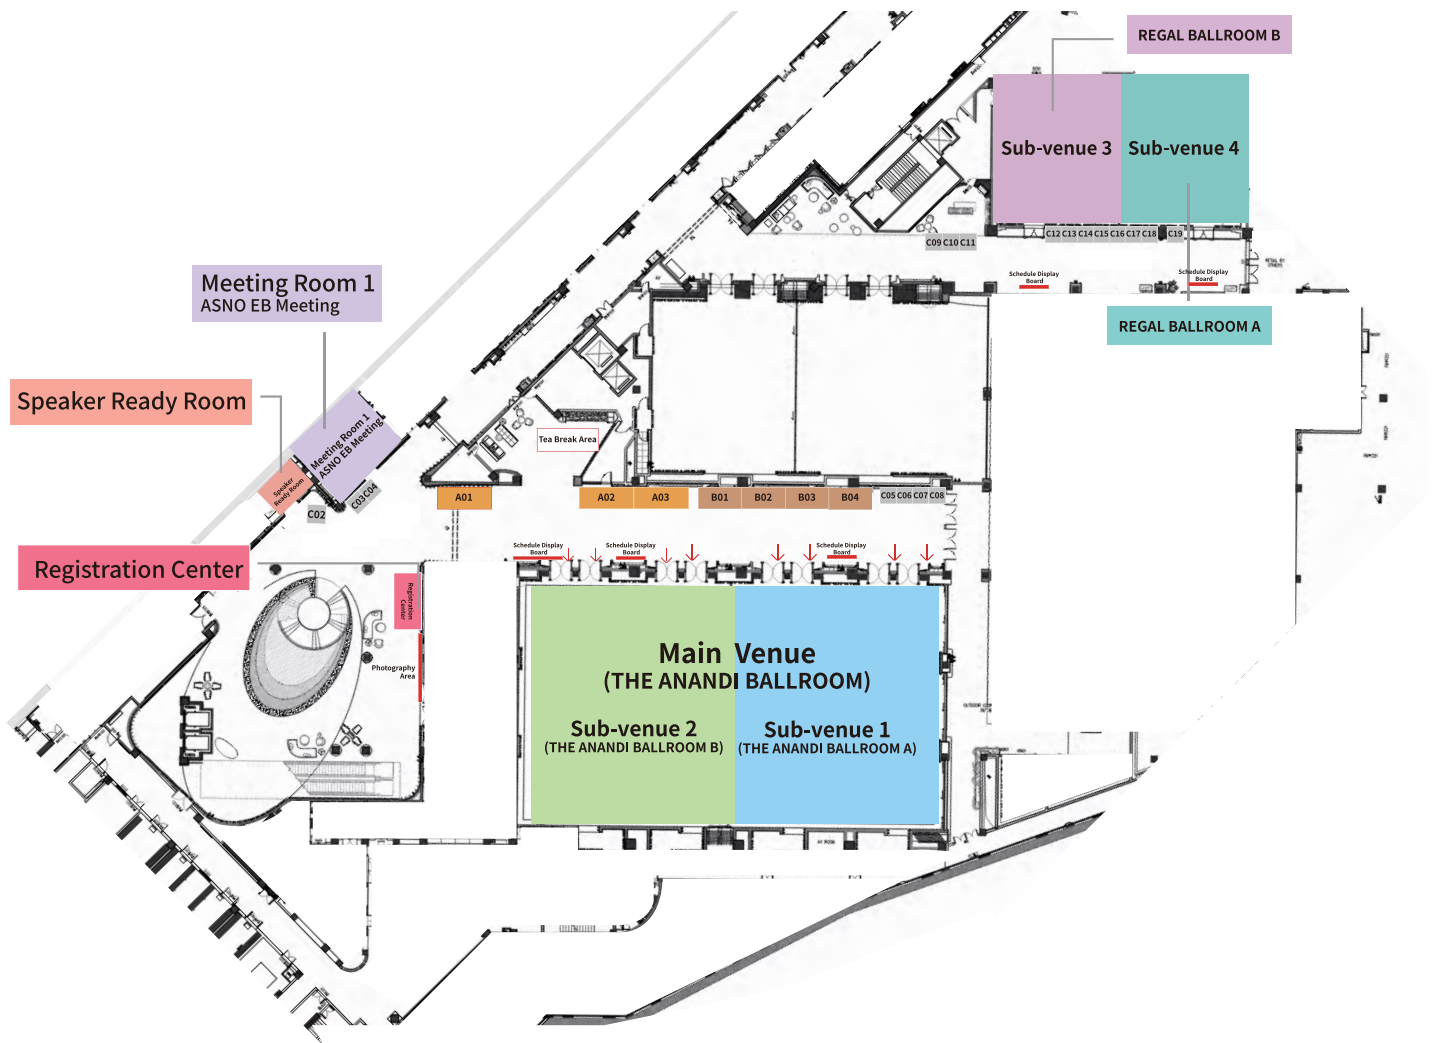 REGAL BALLROOM B
Sub-venue 3
Sub-venue 4
C09 C10 C11
C12 C13 C14 C15 C16 C17 C18
C19
Schedule Display
Board
Schedule Display
Board
REGAL BALLROOM A
Meeting Room 1
ASNO EB Meeting
Speaker Ready Room
Meeting Room 1
ASNO EB Meeting
Speaker
Ready Room
C02
C03 C04
Tea Break Area
A01
A02
A03
B01
B02
B03
B04
C05 C06 C07 C08
Schedule Display
Board
Schedule Display
Board
Schedule Display
Board
Registration Center
Registration
Center
Photography
Area
Main Venue
(THE ANANDI BALLROOM)
Sub-venue 2
(THE ANANDI BALLROOM B)
Sub-venue 1
(THE ANANDI BALLROOM A)